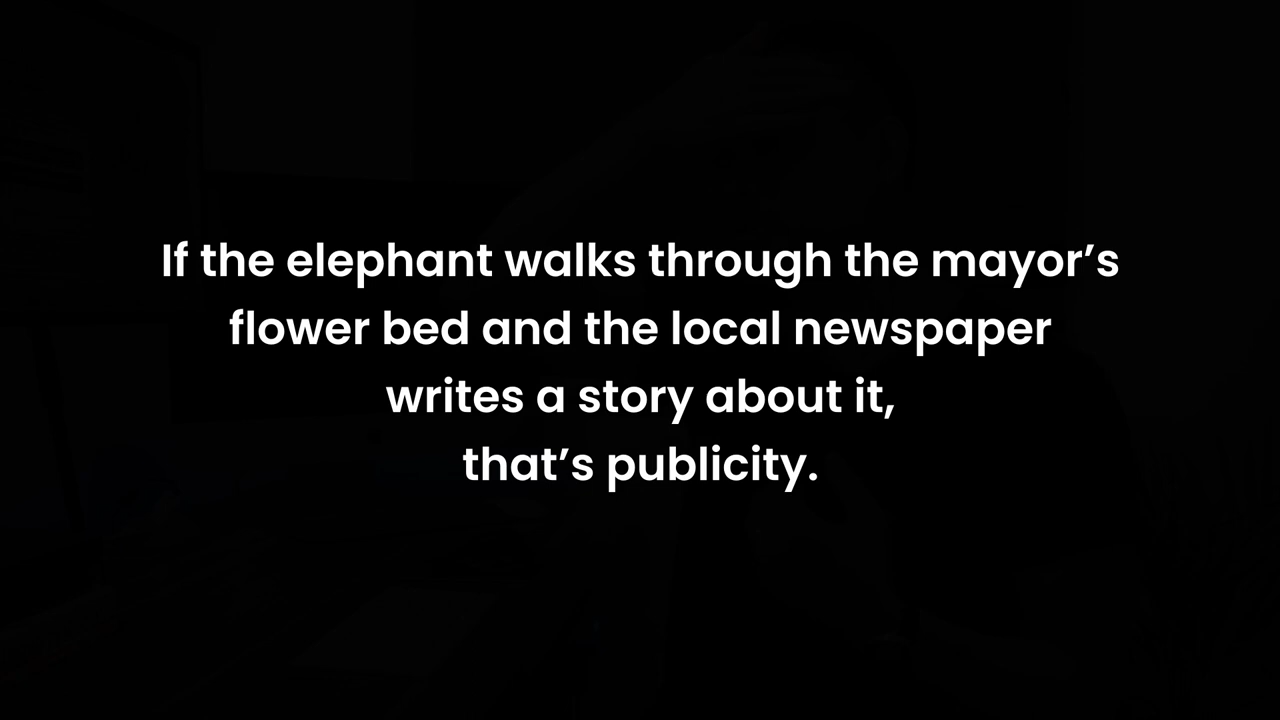 If the elephant walks through the mayor’s
flower bed and the local newspaper
writes a story about it,
that’s publicity.